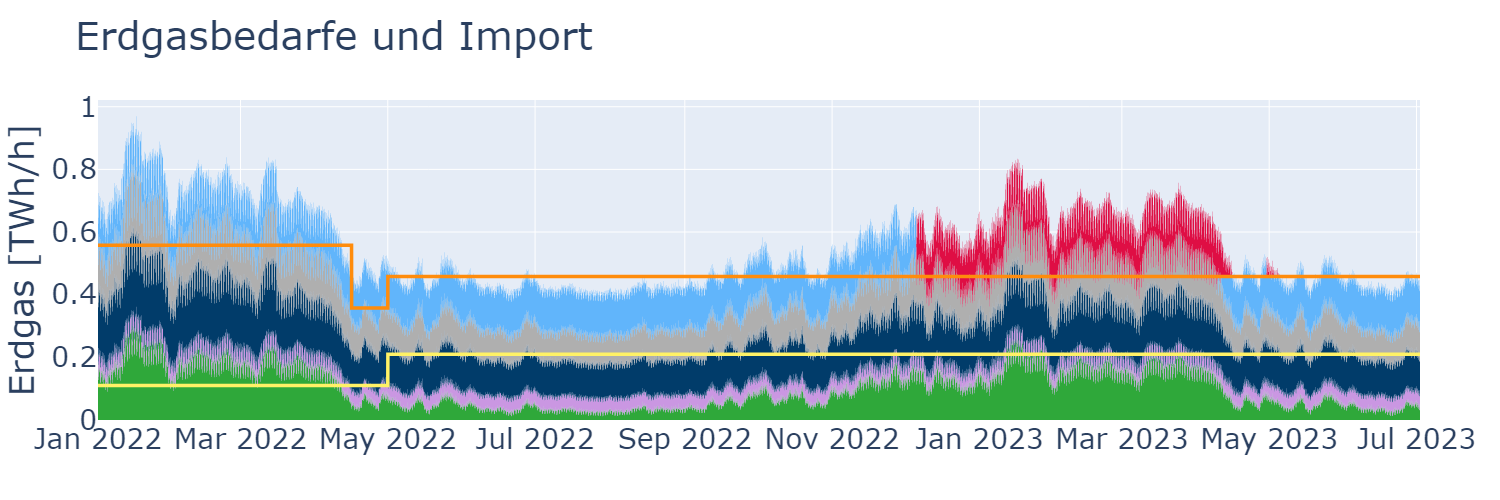 Erdgasbedarfe und Import
Erdgas [TWh/h]
1
0.8
0.6
0.4
0.2
0
Jan 2022 Mar 2022 May 2022 Jul 2022 Sep 2022 Nov 2022 Jan 2023 Mar 2023 May 2023 Jul 2023